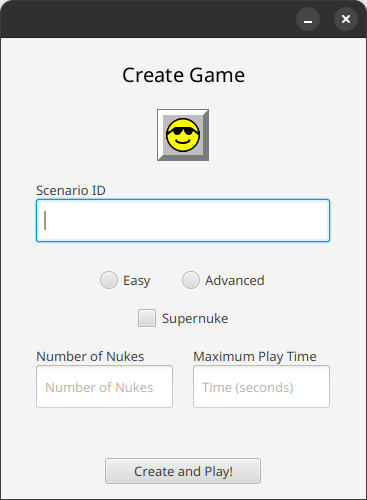 Create Game
Scenario ID
Easy Advanced
Supernuke
Number of Nukes Maximum Play Time
Number of Nukes Time (seconds)
Create and Play!